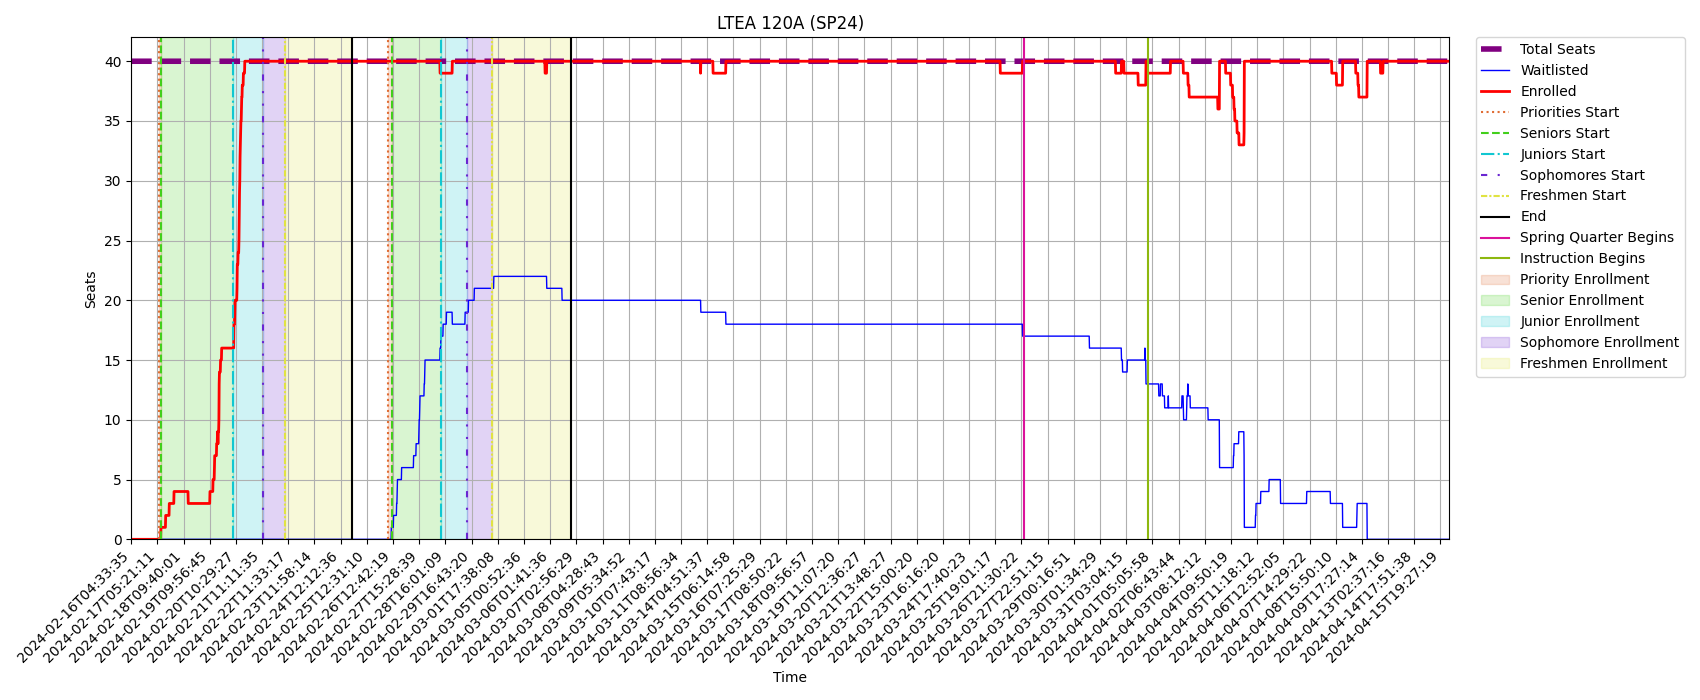 LTEA 120A (SP24)
Seats
40
35
30
25
20
15
10
5
0
2024-02-16T04:33:35
2024-02-17T05:21:11
2024-02-18T09:40:01
2024-02-19T09:56:45
2024-02-20T10:29:27
2024-02-21T11:11:35
2024-02-22T11:33:17
2024-02-23T11:58:14
2024-02-24T12:12:36
2024-02-25T12:31:10
2024-02-26T12:42:19
2024-02-27T15:28:39
2024-02-28T16:01:09
2024-02-29T16:43:20
2024-03-01T17:38:08
2024-03-05T00:52:36
2024-03-06T01:41:36
2024-03-07T02:56:29
2024-03-08T04:28:43
2024-03-09T05:34:52
2024-03-10T07:43:17
2024-03-11T08:56:34
2024-03-14T04:51:37
2024-03-15T06:14:58
2024-03-16T07:25:29
2024-03-17T08:50:22
2024-03-18T09:56:57
2024-03-19T11:07:20
2024-03-20T12:36:27
2024-03-21T13:48:27
2024-03-22T15:00:20
2024-03-23T16:16:20
2024-03-24T17:40:23
2024-03-25T19:01:17
2024-03-26T21:30:22
2024-03-27T22:51:15
2024-03-29T00:16:51
2024-03-30T01:34:29
2024-03-31T03:04:15
2024-04-01T05:05:58
2024-04-02T06:43:44
2024-04-03T08:12:12
2024-04-04T09:50:19
2024-04-05T11:18:12
2024-04-06T12:52:05
2024-04-07T14:29:22
2024-04-08T15:50:10
2024-04-09T17:27:14
2024-04-13T02:37:16
2024-04-14T17:51:38
2024-04-15T19:27:19
Time
Total Seats
Waitlisted
Enrolled
Priorities Start
Seniors Start
Juniors Start
Sophomores Start
Freshmen Start
End
Spring Quarter Begins
Instruction Begins
Priority Enrollment
Senior Enrollment
Junior Enrollment
Sophomore Enrollment
Freshmen Enrollment